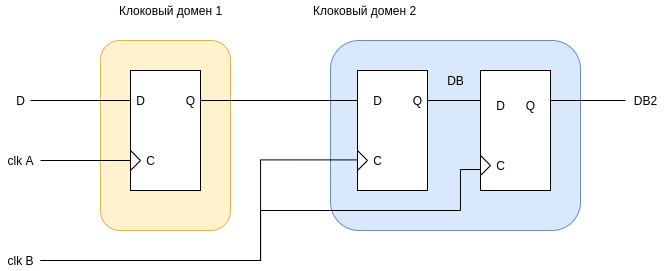 Клоковый домен 1
Клоковый домен 2
D
D
Q
D
Q
DB
D
Q
DB2
clk A
C
C
C
clk B